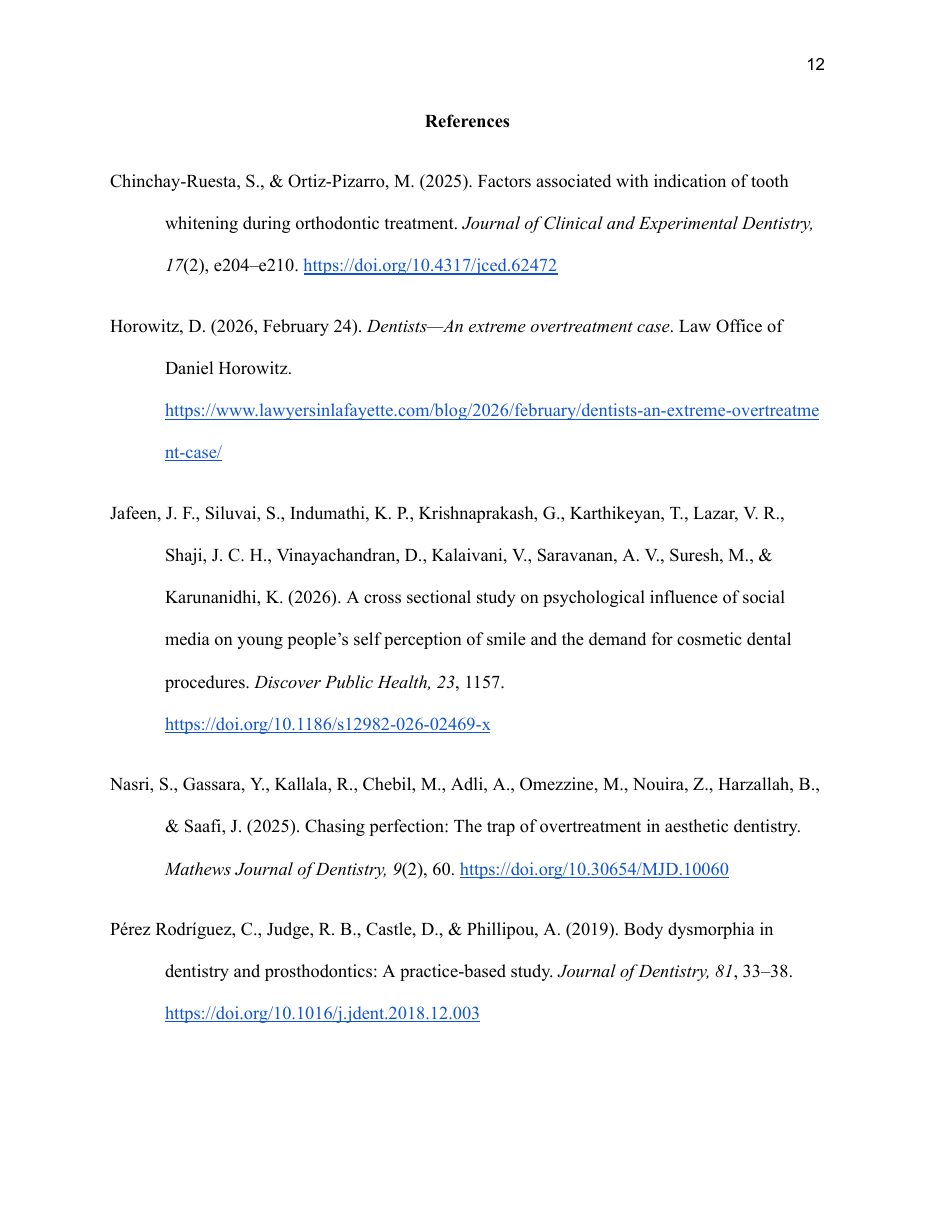 12
References
Chinchay-Ruesta, S., & Ortiz-Pizarro, M. (2025). Factors associated with indication of tooth
whitening during orthodontic treatment. Journal of Clinical and Experimental Dentistry,
17(2), e204–e210. https://doi.org/10.4317/jced.62472
Horowitz, D. (2026, February 24). Dentists—An extreme overtreatment case. Law Office of
Daniel Horowitz.
https://www.lawyersinlafayette.com/blog/2026/february/dentists-an-extreme-overtreatme
nt-case/
Jafeen, J. F., Siluvai, S., Indumathi, K. P., Krishnaprakash, G., Karthikeyan, T., Lazar, V. R.,
Shaji, J. C. H., Vinayachandran, D., Kalaivani, V., Saravanan, A. V., Suresh, M., &
Karunanidhi, K. (2026). A cross sectional study on psychological influence of social
media on young people’s self perception of smile and the demand for cosmetic dental
procedures. Discover Public Health, 23, 1157.
https://doi.org/10.1186/s12982-026-02469-x
Nasri, S., Gassara, Y., Kallala, R., Chebil, M., Adli, A., Omezzine, M., Nouira, Z., Harzallah, B.,
& Saafi, J. (2025). Chasing perfection: The trap of overtreatment in aesthetic dentistry.
Mathews Journal of Dentistry, 9(2), 60. https://doi.org/10.30654/MJD.10060
Pérez Rodríguez, C., Judge, R. B., Castle, D., & Phillipou, A. (2019). Body dysmorphia in
dentistry and prosthodontics: A practice-based study. Journal of Dentistry, 81, 33–38.
https://doi.org/10.1016/j.jdent.2018.12.003